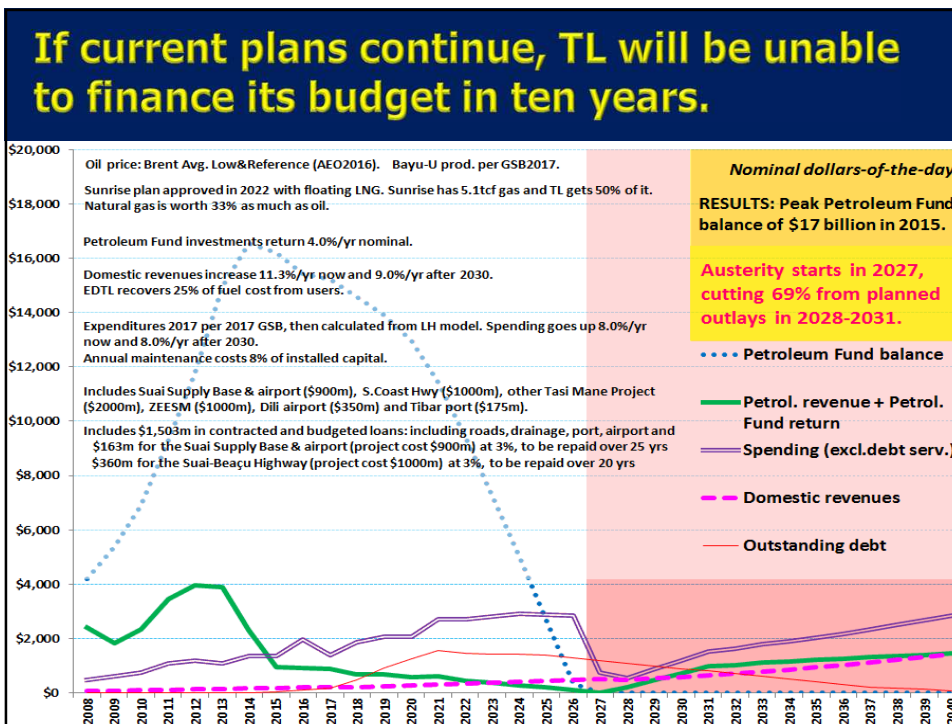 If current plans continue, TL will be unable
to finance its budget in ten years.
$20,000
$18,000
$16,000
$14,000
$12,000
$10,000
$8,000
$6,000
$4,000
$2,000
$0
Oil price: Brent Avg. Low&Reference (AEO2016). Bayu-U prod. per GSB2017.
Sunrise plan approved in 2022 with floating LNG. Sunrise has 5.1tcf gas and TL gets 50% of it.
Natural gas is worth 33% as much as oil.
Petroleum Fund investments return 4.0%/yr nominal.
Domestic revenues increase 11.3%/yr now and 9.0%/yr after 2030.
EDTL recovers 25% of fuel cost from users.
Expenditures 2017 per 2017 GSB, then calculated from LH model. Spending goes up 8.0%/yr
now and 8.0%/yr after 2030.
Annual maintenance costs 8% of installed capital.
Includes Suai Supply Base & airport ($900m), S.Coast Hwy ($1000m), other Tasi Mane Project
($2000m), ZEESM ($1000m), Dili airport ($350m) and Tibar port ($175m).
Includes $1,503m in contracted and budgeted loans: including roads, drainage, port, airport and
$163m for the Suai Supply Base & airport (project cost $900m) at 3%, to be repaid over 25 yrs
$360m for the Suai-Beaçu Highway (project cost $1000m) at 3%, to be repaid over 20 yrs
Nominal dollars-of-the-day
RESULTS: Peak Petroleum Fund
balance of $17 billion in 2015.
Austerity starts in 2027,
cutting 69% from planned
outlays in 2028-2031.
Petroleum Fund balance
Petrol. revenue + Petrol.
Fund return
Spending (excl.debt serv.)
Domestic revenues
Outstanding debt
2008 2009 2010 2011 2012 2013 2014 2015 2016 2017 2018 2019 2020 2021 2022 2023 2024 2025 2026 2027 2028 2029 2030 2031 2032 2033 2034 2035 2036 2037 2038 2039